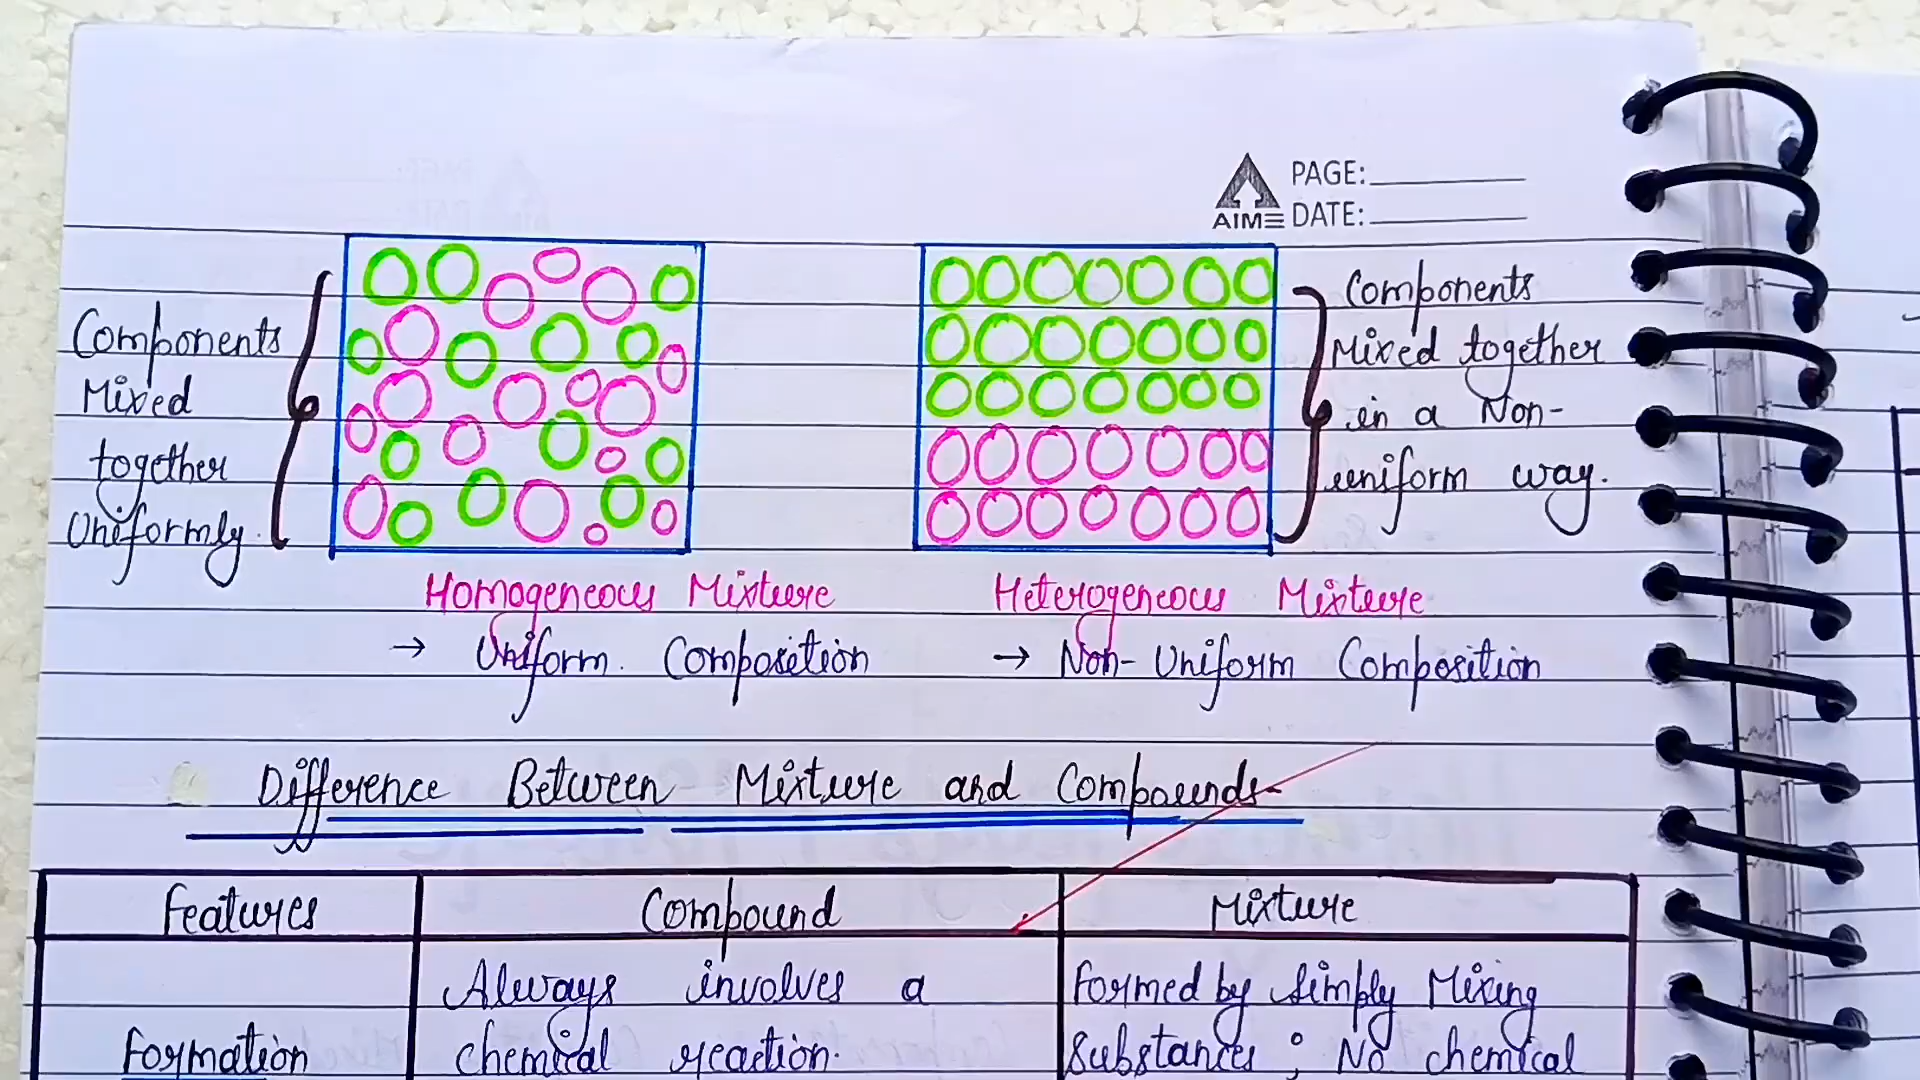 AIM PAGE:
DATE:
Components
Mixed
together
Uniformly.
Components
Mixed together
in a Non-
uniform way.
Homogeneous Mixture
→ Uniform. Composition
Heterogeneous Mixture
→ Non-Uniform Composition
Difference Between Mixture and Compounds-
Features Compound Mixture
Formation
Always involves a
chemical reaction.
Formed by Simply Mixing
Substances ; No chemical